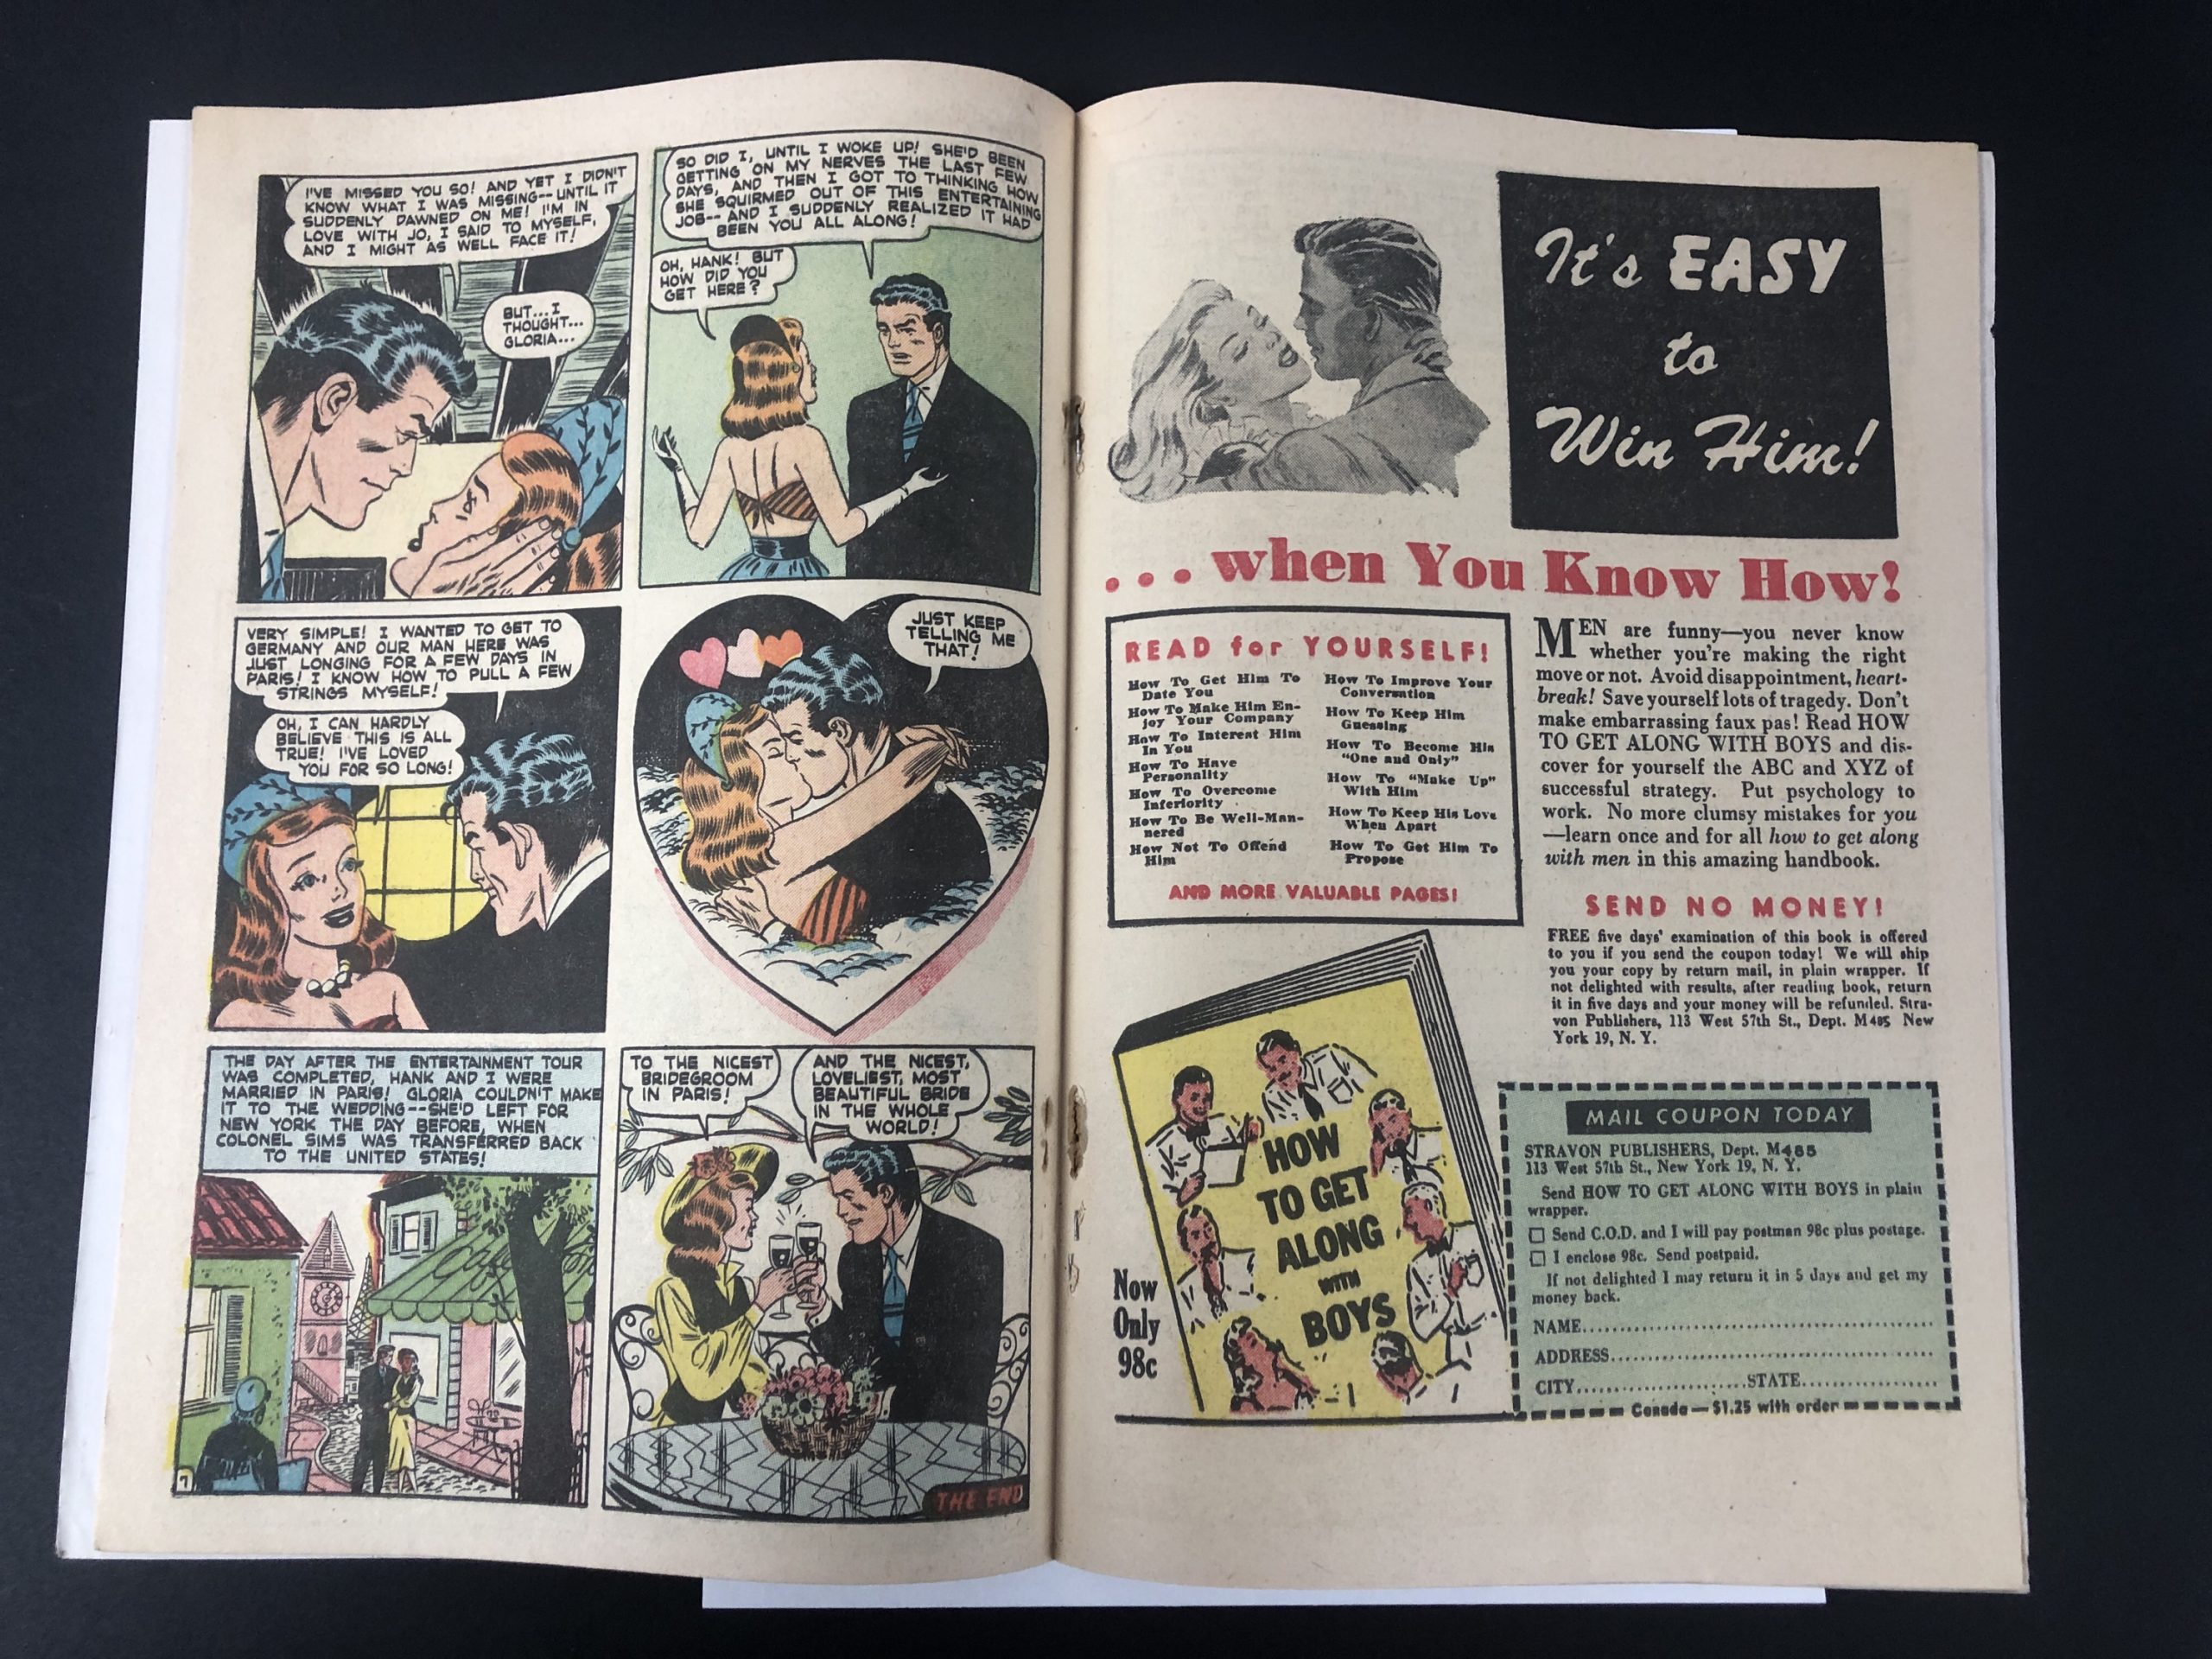 I'VE MISSED YOU SO! AND YET I DIDN'T
KNOW WHAT I WAS MISSING--UNTIL IT
SUDDENLY DAWNED ON ME! I'M IN
LOVE WITH JO, I SAID TO MYSELF,
AND I MIGHT AS WELL FACE IT!
BUT...I
THOUGHT...
GLORIA...
SO DID I, UNTIL I WOKE UP! SHE'D BEEN
GETTING ON MY NERVES THE LAST FEW
DAYS, AND THEN I GOT TO THINKING HOW
SHE SQUIRMED OUT OF THIS ENTERTAINING
JOB--AND I SUDDENLY REALIZED IT HAD
BEEN YOU ALL ALONG!
OH, HANK! BUT
HOW DID YOU
GET HERE?
VERY SIMPLE! I WANTED TO GET TO
GERMANY AND OUR MAN HERE WAS
JUST LONGING FOR A FEW DAYS IN
PARIS! I KNOW HOW TO PULL A FEW
STRINGS MYSELF!
OH, I CAN HARDLY
BELIEVE THIS IS ALL
TRUE! I'VE LOVED
YOU FOR SO LONG!
JUST KEEP
TELLING ME
THAT!
THE DAY AFTER THE ENTERTAINMENT TOUR
WAS COMPLETED, HANK AND I WERE
MARRIED IN PARIS! GLORIA COULDN'T MAKE
IT TO THE WEDDING--SHE'D LEFT FOR
NEW YORK THE DAY BEFORE, WHEN
COLONEL SIMS WAS TRANSFERRED BACK
TO THE UNITED STATES!
7
TO THE NICEST
BRIDEGROOM
IN PARIS!
AND THE NICEST,
LOVELIEST, MOST
BEAUTIFUL BRIDE
IN THE WHOLE
WORLD!
THE END
It's EASY
to
Win Him!
...when You Know How!
READ for YOURSELF!
How To Get Him To
Date You
How To Make Him En-
joy Your Company
How To Interest Him
In You
How To Have
Personality
How To Overcome
Inferiority
How To Be Well-Man-
nered
How Not To Offend
Him
How To Improve Your
Conversation
How To Keep Him
Guessing
How To Become His
"One and Only"
How To "Make Up"
With Him
How To Keep His Love
When Apart
How To Get Him To
Propose
AND MORE VALUABLE PAGES!
MEN are funny—you never know
whether you're making the right
move or not. Avoid disappointment, heart-
break! Save yourself lots of tragedy. Don't
make embarrassing faux pas! Read HOW
TO GET ALONG WITH BOYS and dis-
cover for yourself the ABC and XYZ of
successful strategy. Put psychology to
work. No more clumsy mistakes for you
—learn once and for all how to get along
with men in this amazing handbook.
SEND NO MONEY!
FREE five days' examination of this book is offered
to you if you send the coupon today! We will ship
you your copy by return mail, in plain wrapper. If
not delighted with results, after reading book, return
it in five days and your money will be refunded. Stra-
von Publishers, 113 West 57th St., Dept. M485 New
York 19, N. Y.
HOW
TO GET
ALONG
WITH
BOYS
Now
Only
98c
MAIL COUPON TODAY
STRAVON PUBLISHERS, Dept. M485
113 West 57th St., New York 19, N. Y.
Send HOW TO GET ALONG WITH BOYS in plain
wrapper.
☐ Send C.O.D. and I will pay postman 98c plus postage.
☐ I enclose 98c. Send postpaid.
If not delighted I may return it in 5 days and get my
money back.
NAME........................................
ADDRESS.....................................
CITY........................STATE...................
Canada—$1.25 with order